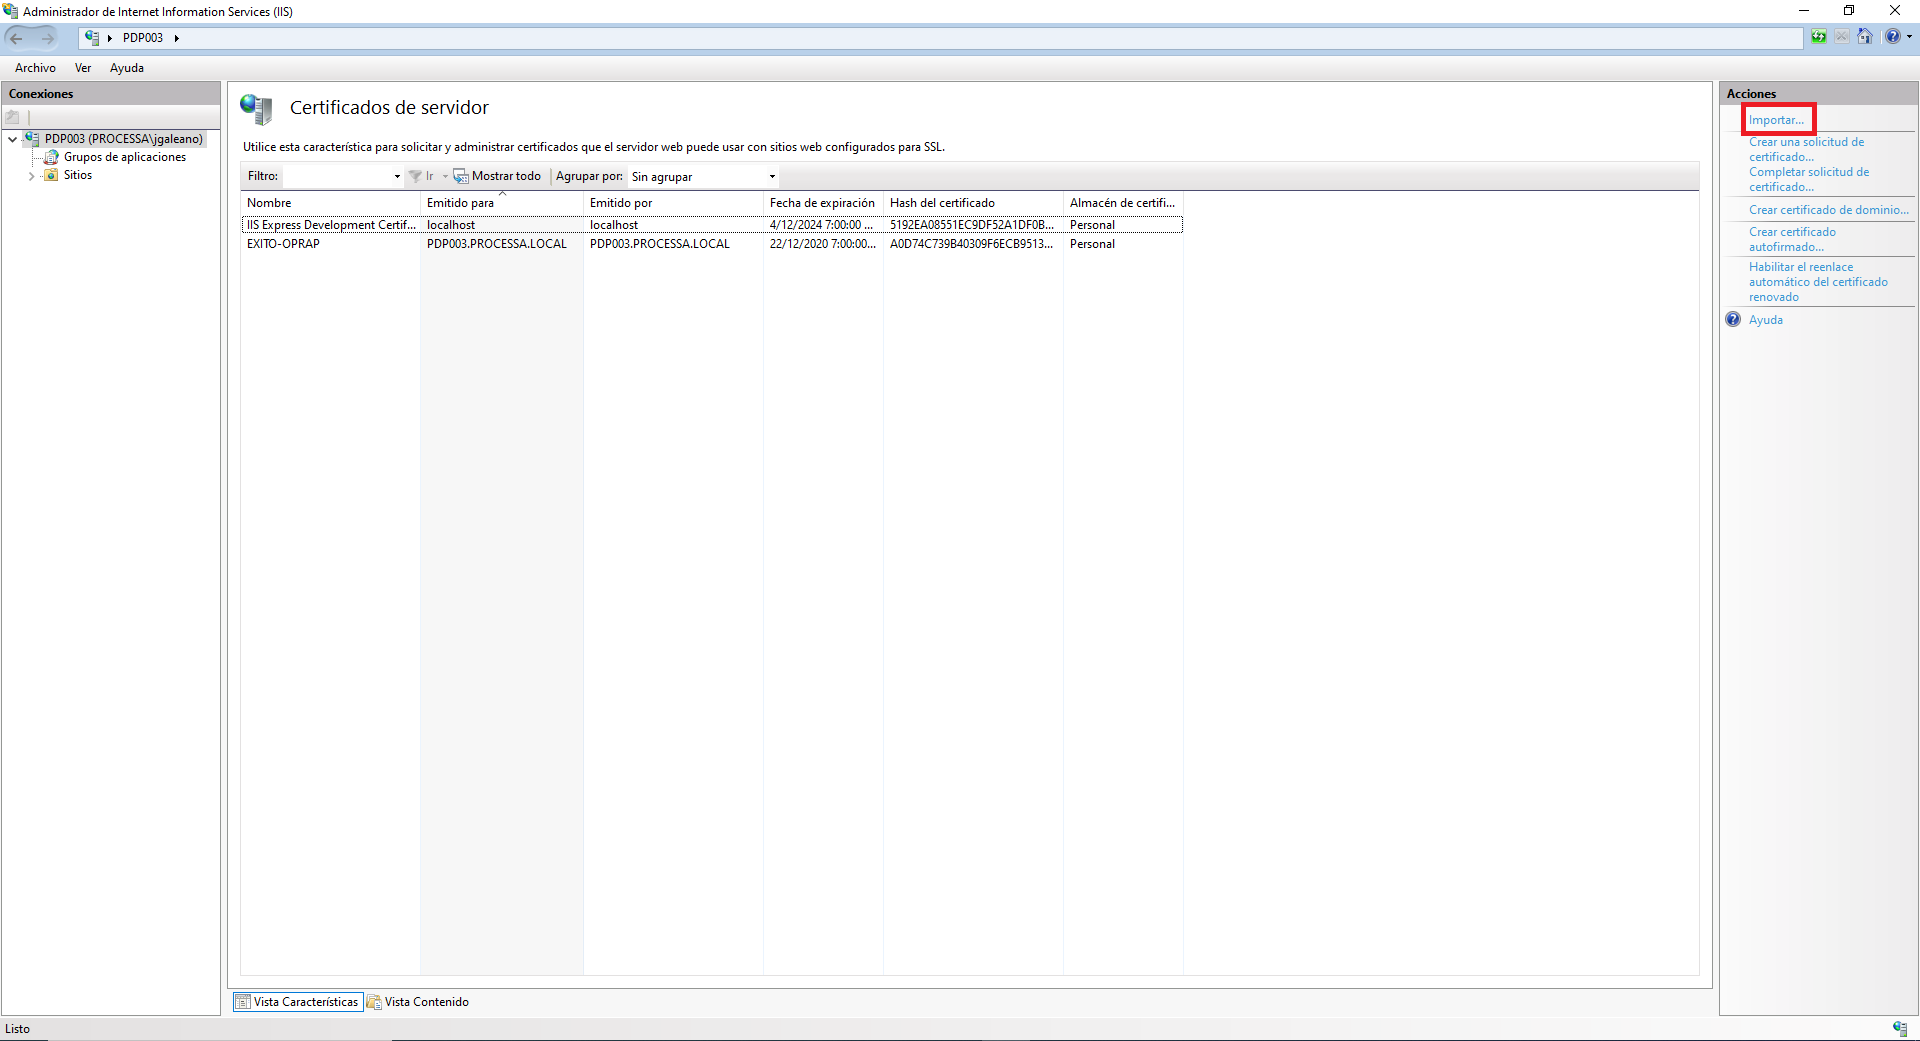 Administrador de Internet Information Services (IIS)
PDP003
Archivo Ver Ayuda
Conexiones
PDP003 (PROCESSA\jgaleano)
Grupos de aplicaciones
Sitios
Certificados de servidor
Utilice esta característica para solicitar y administrar certificados que el servidor web puede usar con sitios web configurados para SSL.
Filtro: Ir Mostrar todo Agrupar por: Sin agrupar
Nombre Emitido para Emitido por Fecha de expiración Hash del certificado Almacén de certifi...
IIS Express Development Certif... localhost localhost 4/12/2024 7:00:00 ... 5192EA08551EC9DF52A1DF0B... Personal
EXITO-OPRAP PDP003.PROCESSA.LOCAL PDP003.PROCESSA.LOCAL 22/12/2020 7:00:00... A0D74C739B40309F6ECB9513... Personal
Vista Características Vista Contenido
Acciones
Importar...
Crear una solicitud de
certificado...
Completar solicitud de
certificado...
Crear certificado de dominio...
Crear certificado
autofirmado...
Habilitar el reenlace
automático del certificado
renovado
Ayuda
Listo